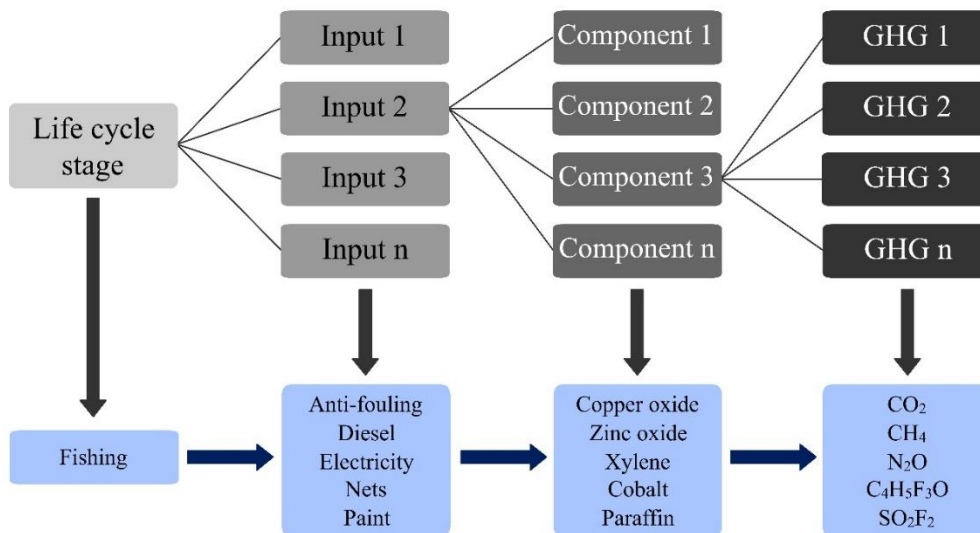 Life cycle
stage
Input 1
Input 2
Input 3
Input n
Component 1
Component 2
Component 3
Component n
GHG 1
GHG 2
GHG 3
GHG n
Fishing
Anti-fouling
Diesel
Electricity
Nets
Paint
Copper oxide
Zinc oxide
Xylene
Cobalt
Paraffin
CO₂
CH₄
N₂O
C₄H₅F₃O
SO₂F₂